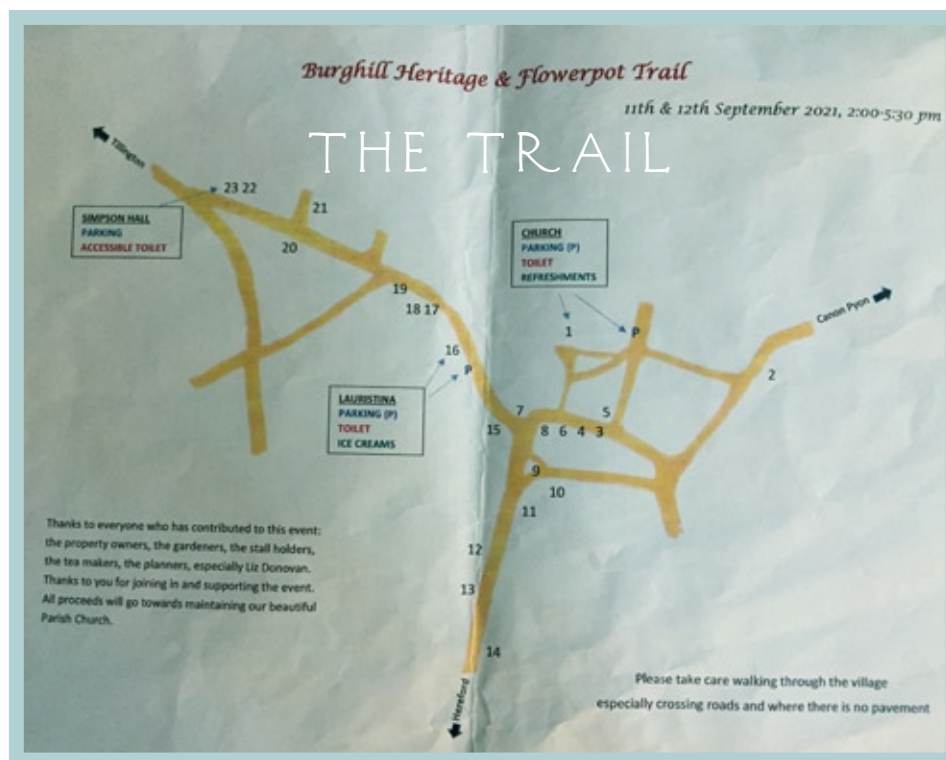 Burghill Heritage & Flowerpot Trail
11th & 12th September 2021, 2:00-5:30 pm
THE TRAIL
Tillington
23 22
21
SIMPSON HALL
PARKING
ACCESSIBLE TOILET
20
CHURCH
PARKING (P)
TOILET
REFRESHMENTS
19
18 17
Canon Pyon
1
P
16
P
2
LAURISTINA
PARKING (P)
TOILET
ICE CREAMS
7
5
15
8 6 4 3
9
10
11
12
13
14
Thanks to everyone who has contributed to this event:
the property owners, the gardeners, the stall holders,
the tea makers, the planners, especially Liz Donovan.
Thanks to you for joining in and supporting the event.
All proceeds will go towards maintaining our beautiful
Parish Church.
Hereford
Please take care walking through the village
especially crossing roads and where there is no pavement